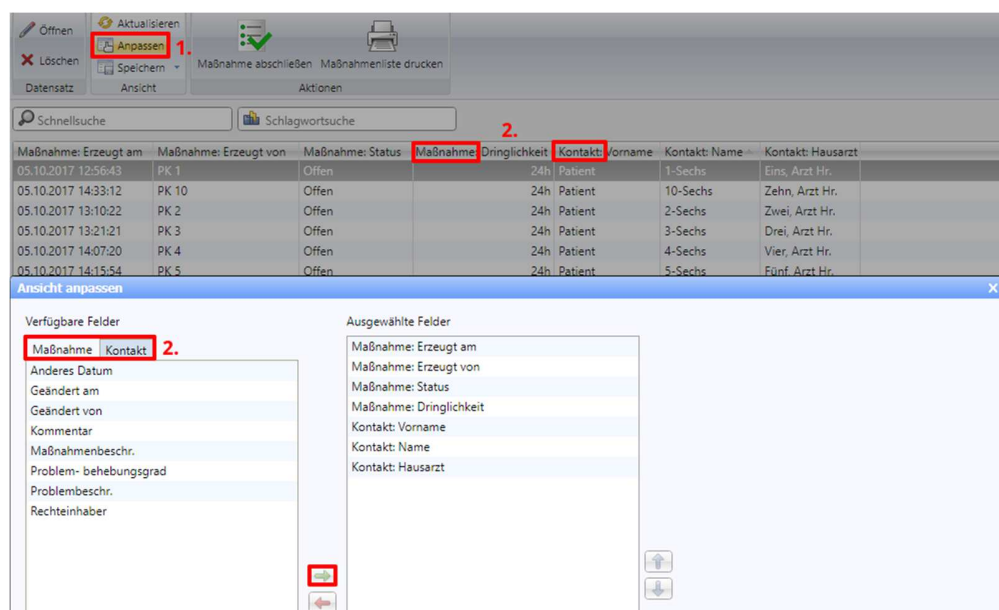 Öffnen
Löschen
Datensatz
Aktualisieren
Anpassen 1.
Speichern
Ansicht
Maßnahme abschließen Maßnahmenliste drucken
Aktionen
Schnellsuche Schlagwortsuche
2.
Maßnahme: Erzeugt am Maßnahme: Erzeugt von Maßnahme: Status Maßnahme: Dringlichkeit Kontakt: Vorname Kontakt: Name Kontakt: Hausarzt
05.10.2017 12:56:43 PK 1 Offen 24h Patient 1-Sechs Eins, Arzt Hr.
05.10.2017 14:33:12 PK 10 Offen 24h Patient 10-Sechs Zehn, Arzt Hr.
05.10.2017 13:10:22 PK 2 Offen 24h Patient 2-Sechs Zwei, Arzt Hr.
05.10.2017 13:21:21 PK 3 Offen 24h Patient 3-Sechs Drei, Arzt Hr.
05.10.2017 14:07:20 PK 4 Offen 24h Patient 4-Sechs Vier, Arzt Hr.
05.10.2017 14:15:54 PK 5 Offen 24h Patient 5-Sechs Fünf, Arzt Hr.
Ansicht anpassen
Verfügbare Felder
Maßnahme Kontakt 2.
Anderes Datum
Geändert am
Geändert von
Kommentar
Maßnahmenbeschr.
Problem- behebungsgrad
Problembeschr.
Rechteinhaber
Ausgewählte Felder
Maßnahme: Erzeugt am
Maßnahme: Erzeugt von
Maßnahme: Status
Maßnahme: Dringlichkeit
Kontakt: Vorname
Kontakt: Name
Kontakt: Hausarzt